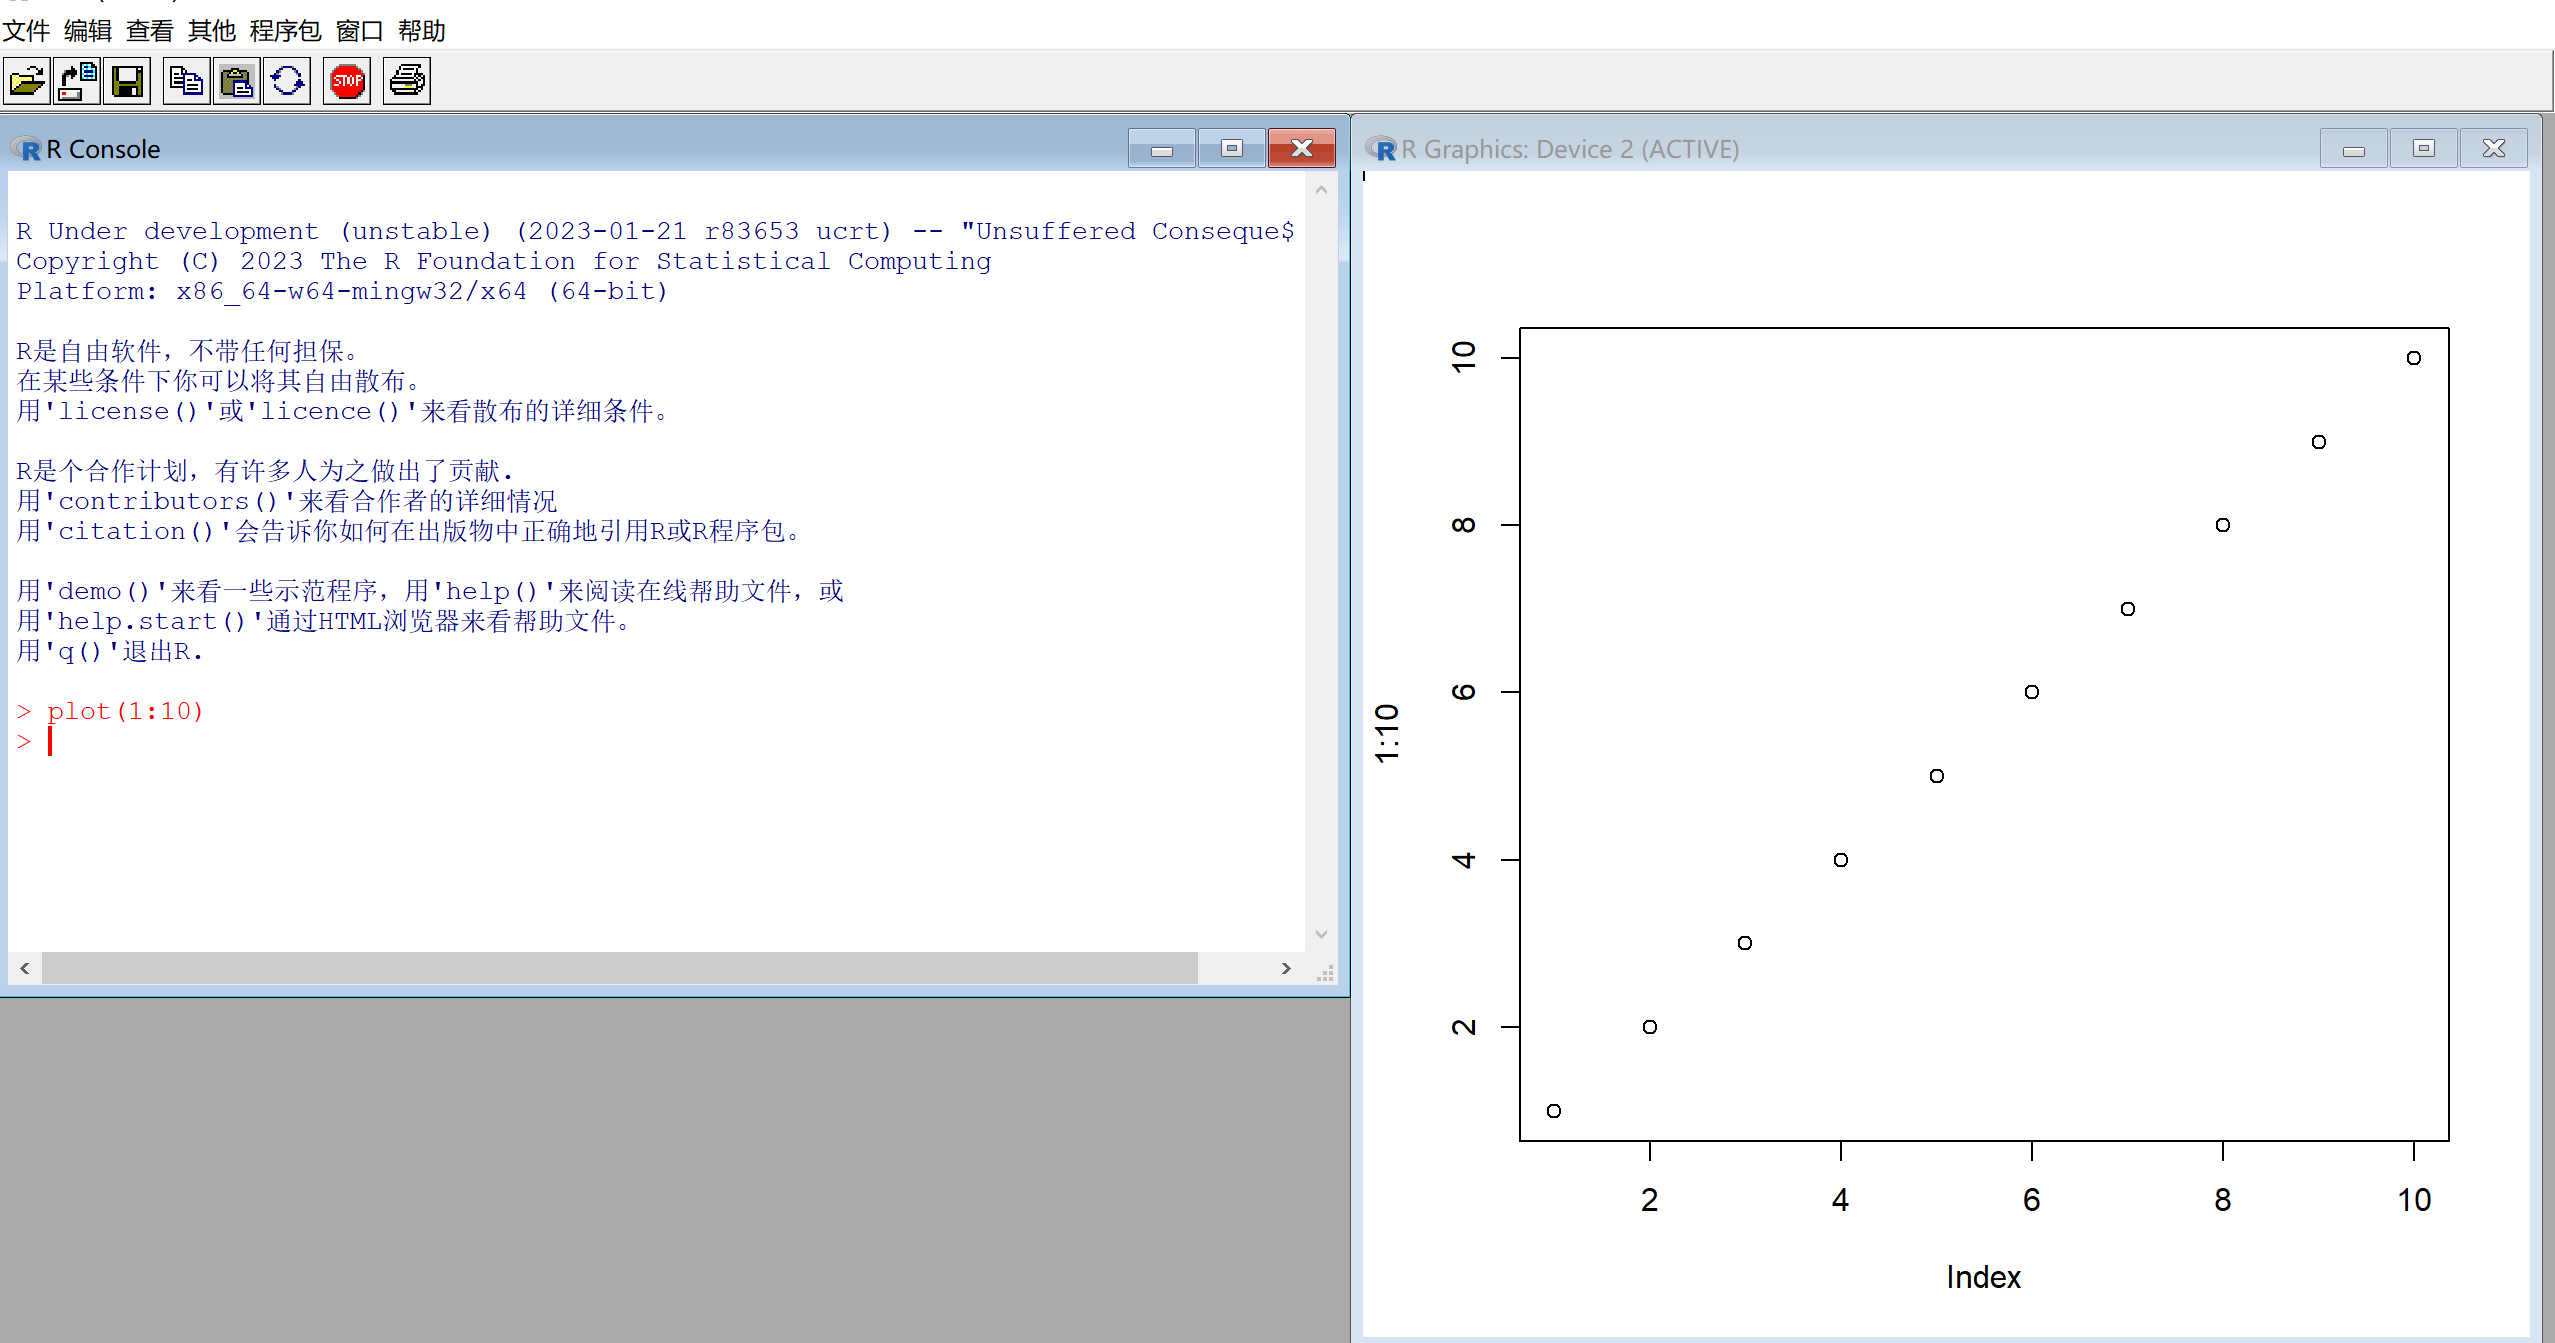 文件 编辑 查看 其他 程序包 窗口 帮助
STOP
R Console
R Under development (unstable) (2023-01-21 r83653 ucrt) -- "Unsuffered Conseque$
Copyright (C) 2023 The R Foundation for Statistical Computing
Platform: x86_64-w64-mingw32/x64 (64-bit)
R是自由软件，不带任何担保。
在某些条件下你可以将其自由散布。
用'license()'或'licence()'来看散布的详细条件。
R是个合作计划，有许多人为之做出了贡献.
用'contributors()'来看合作者的详细情况
用'citation()'会告诉你如何在出版物中正确地引用R或R程序包。
用'demo()'来看一些示范程序，用'help()'来阅读在线帮助文件，或
用'help.start()'通过HTML浏览器来看帮助文件。
用'q()'退出R.
> plot(1:10)
>
R Graphics: Device 2 (ACTIVE)
10
8
6
4
2
1:10
2 4 6 8 10
Index